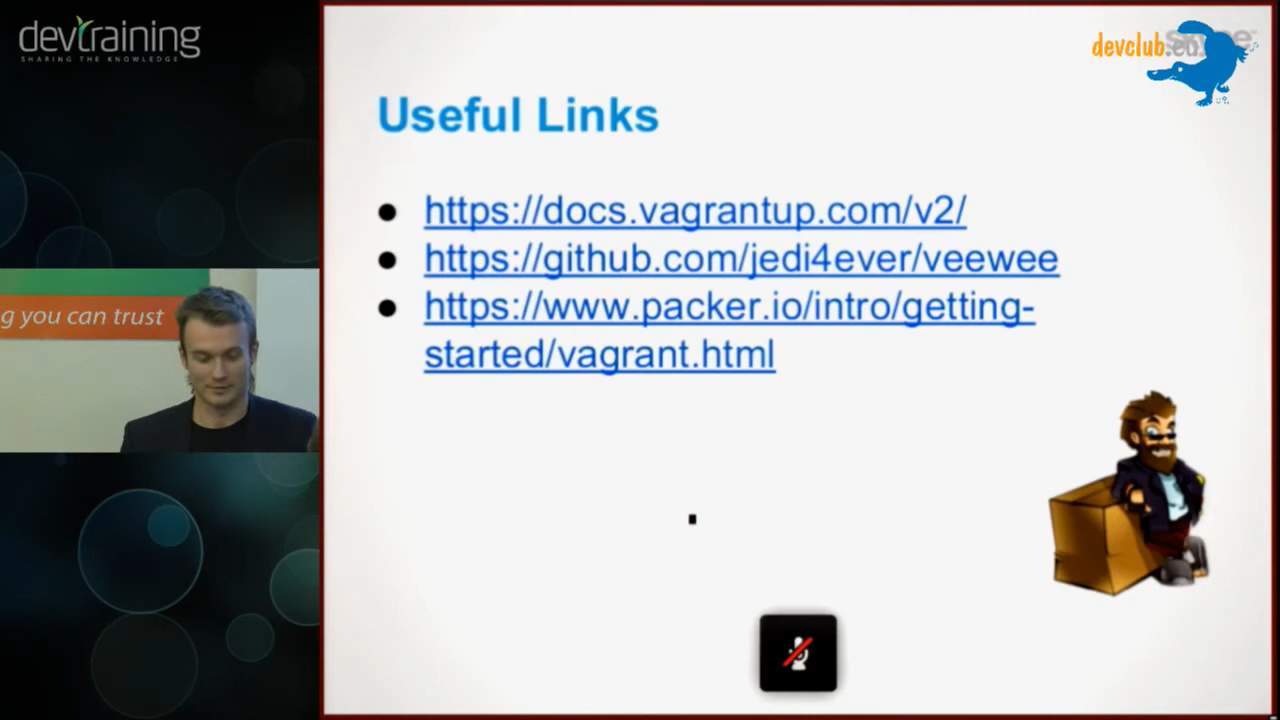 devtraining
SHARING THE KNOWLEDGE
devclub.eu
Useful Links
https://docs.vagrantup.com/v2/
https://github.com/jedi4ever/veewee
https://www.packer.io/intro/getting-
started/vagrant.html
g you can trust